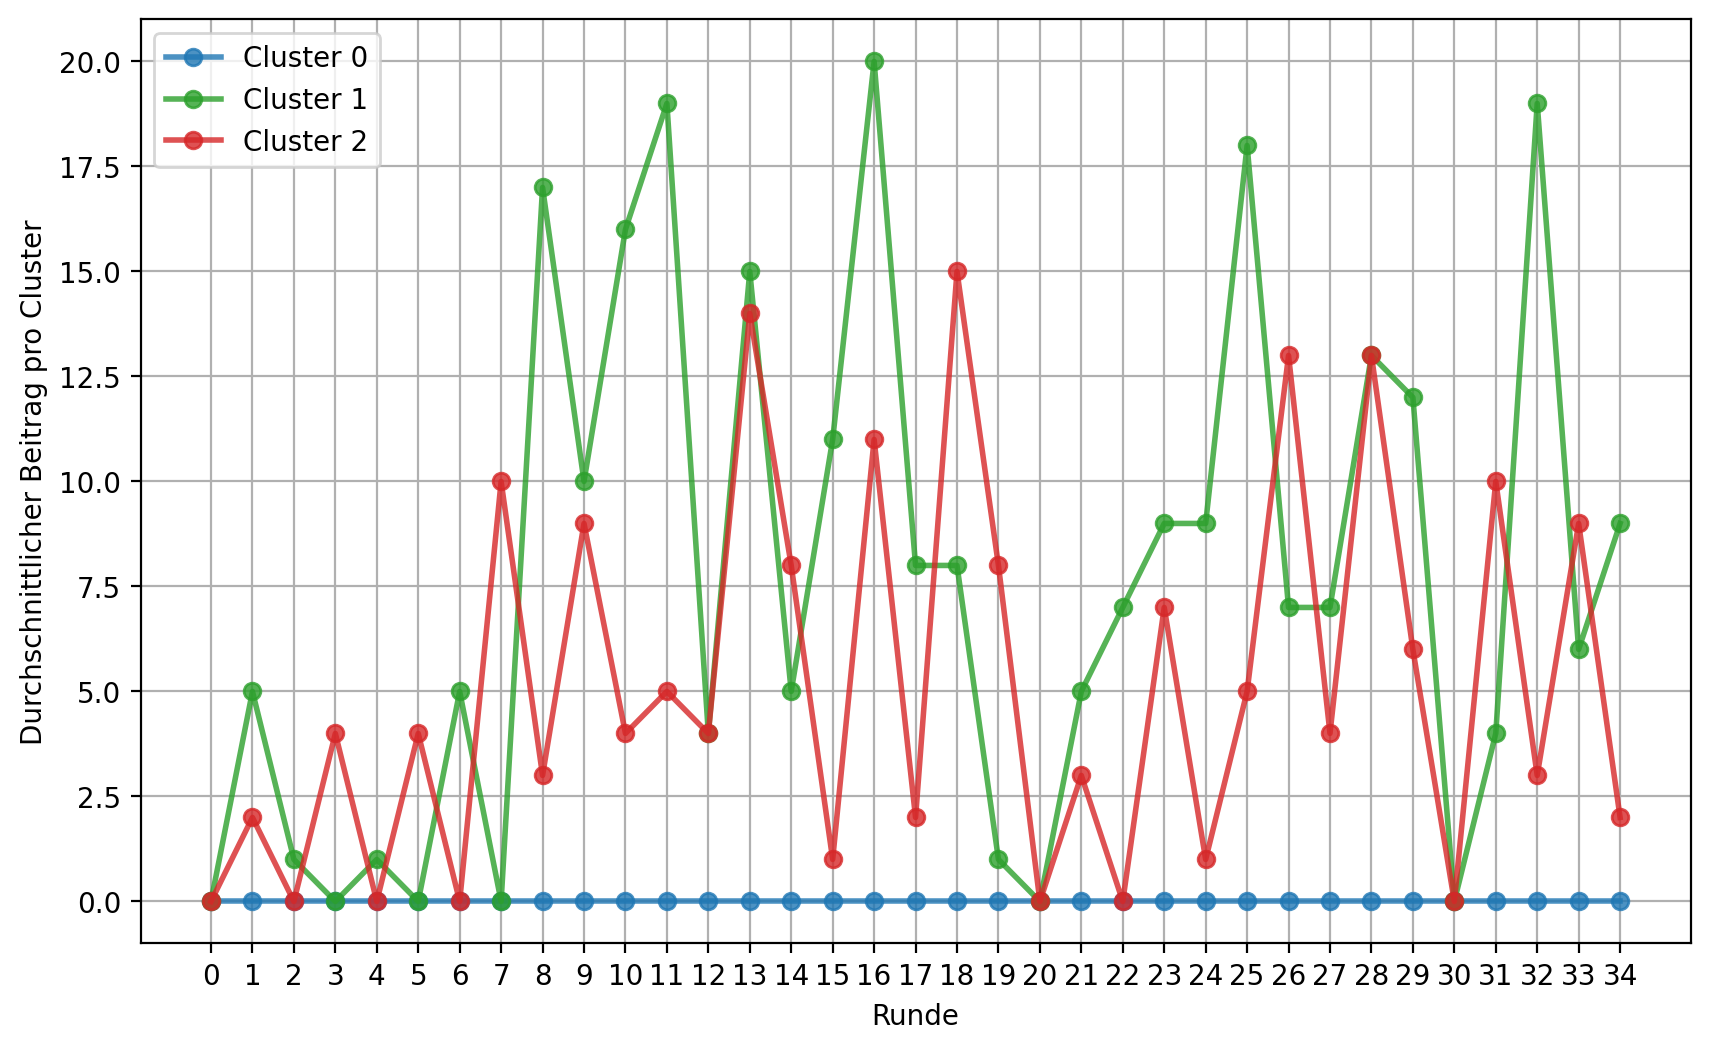 Cluster 0
Cluster 1
Cluster 2
Durchschnittlicher Beitrag pro Cluster
20.0
17.5
15.0
12.5
10.0
7.5
5.0
2.5
0.0
0 1 2 3 4 5 6 7 8 9 10 11 12 13 14 15 16 17 18 19 20 21 22 23 24 25 26 27 28 29 30 31 32 33 34
Runde